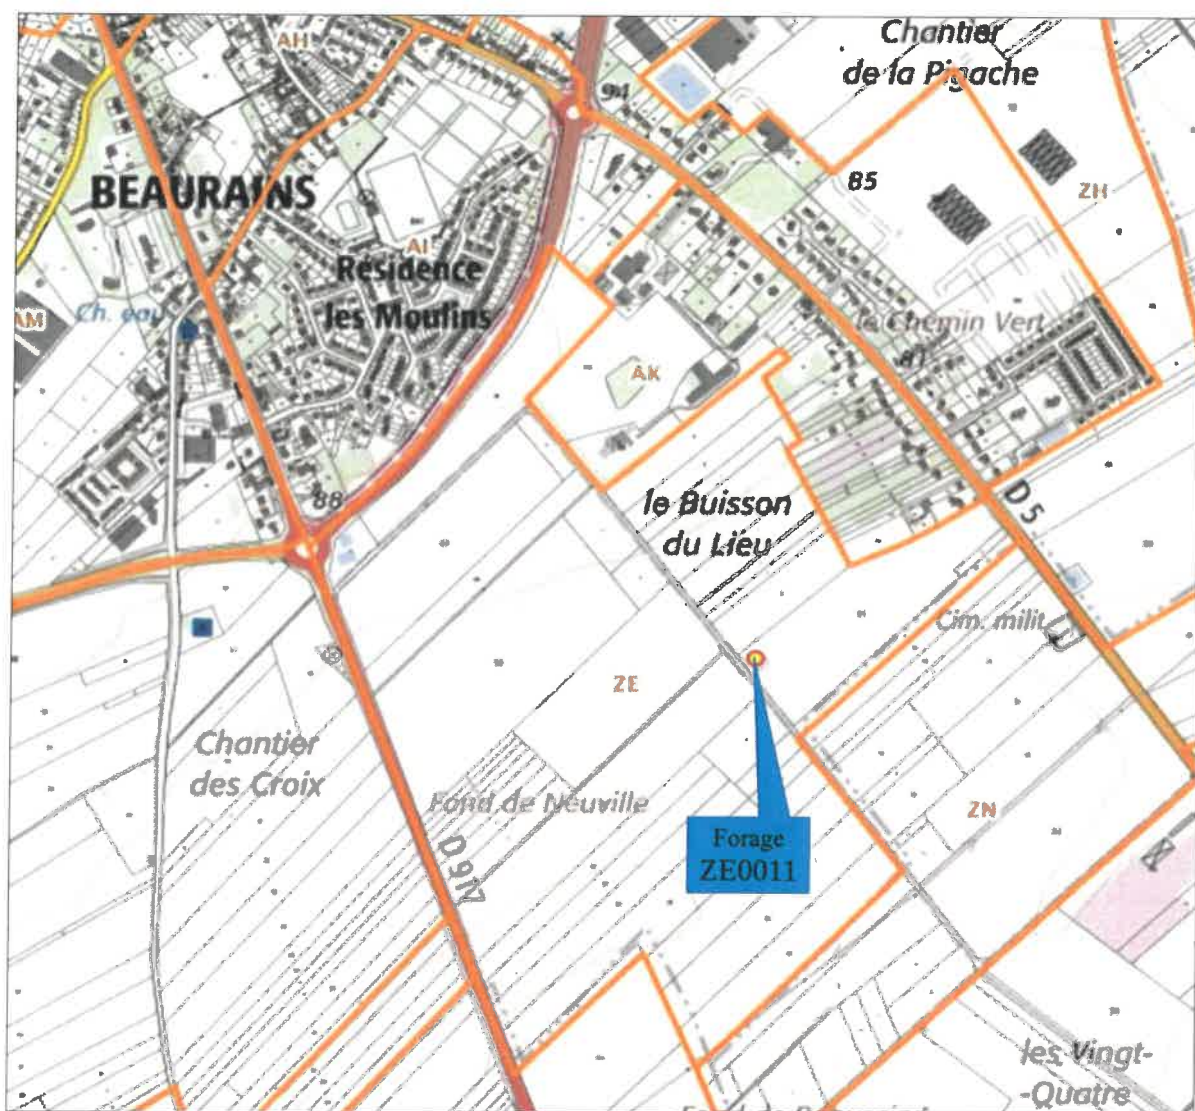 Chantier
de la Pigache
AH
94
85
ZH
BEAURAINS
AI
Résidence
les Moulins
Ch. eau
AM
le Chemin Vert
81
AK
88
le Buisson
du Lieu
D 5
Cim. milit.
ZE
Chantier
des Croix
Fond de Neuville
ZN
D 917
Forage
ZE0011
les Vingt-
-Quatre